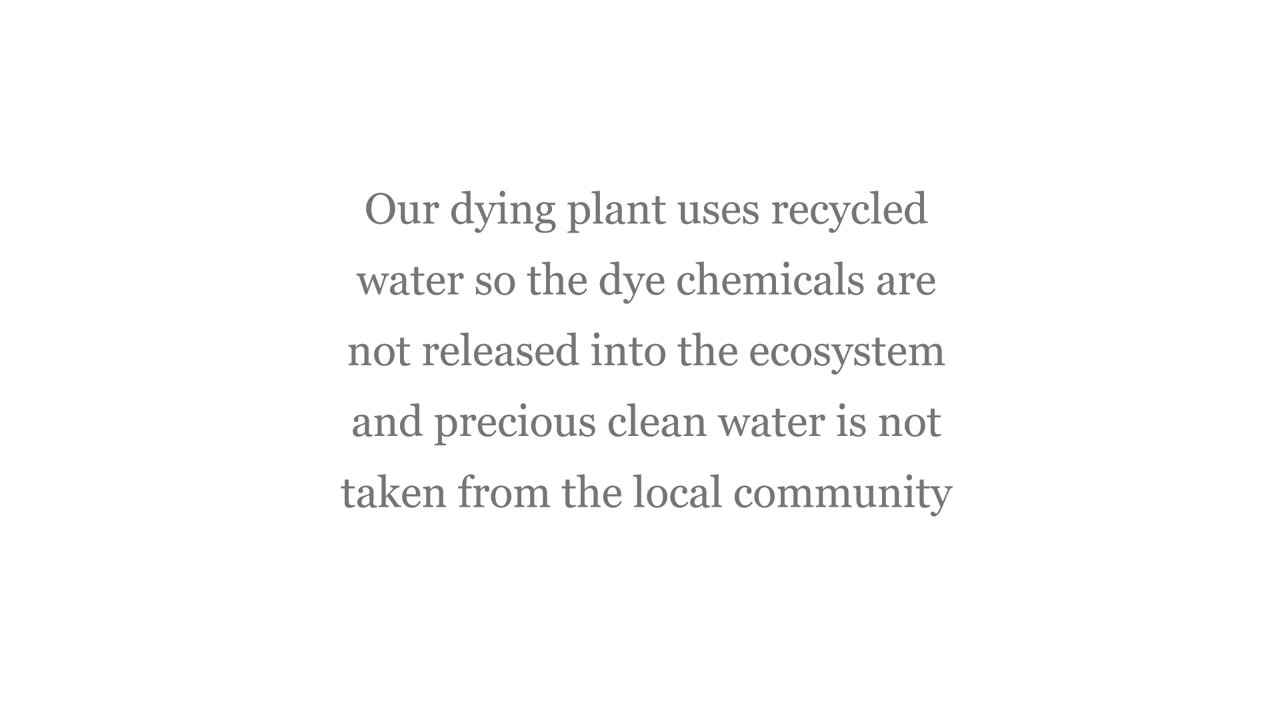 Our dying plant uses recycled
water so the dye chemicals are
not released into the ecosystem
and precious clean water is not
taken from the local community